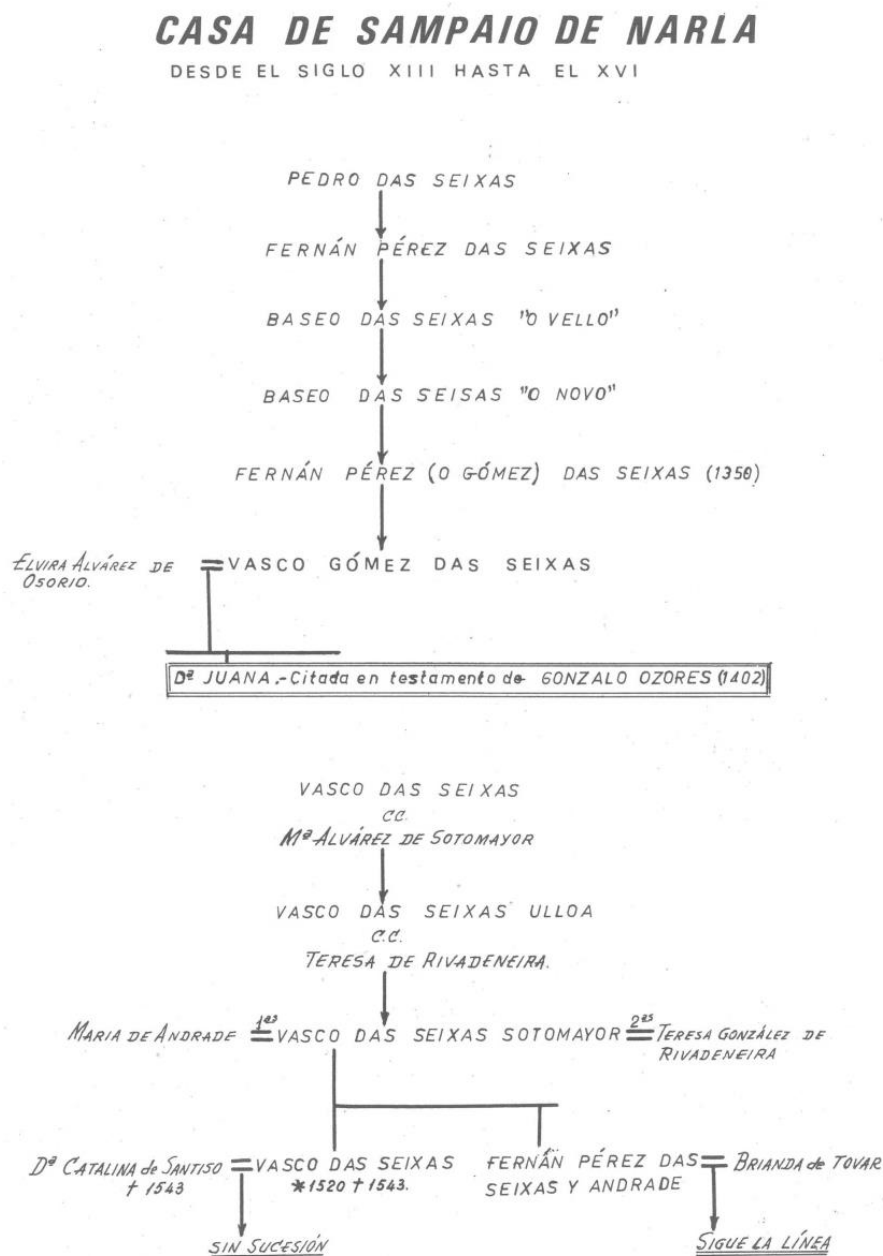 CASA DE SAMPAIO DE NARLA
DESDE EL SIGLO XIII HASTA EL XVI
PEDRO DAS SEIXAS
FERNÁN PÉREZ DAS SEIXAS
BASEO DAS SEIXAS "O VELLO"
BASEO DAS SEISAS "O NOVO"
FERNÁN PÉREZ (O GÓMEZ) DAS SEIXAS (1350)
ELVIRA ALVÁREZ DE OSORIO. = VASCO GÓMEZ DAS SEIXAS
Dª JUANA.-Citada en testamento de GONZALO OZORES (1402)
VASCO DAS SEIXAS
CC.
Mª ALVÁREZ DE SOTOMAYOR
VASCO DAS SEIXAS ULLOA
C.C.
TERESA DE RIVADENEIRA.
MARIA DE ANDRADE 1ªs = VASCO DAS SEIXAS SOTOMAYOR 2ªs = TERESA GONZÁLEZ DE
RIVADENEIRA
Dª CATALINA de SANTISO = VASCO DAS SEIXAS
† 1543
*1520 † 1543.
FERNÁN PÉREZ DAS = BRIANDA de TOVAR
SEIXAS Y ANDRADE
SIN SUCESIÓN
SIGUE LA LÍNEA